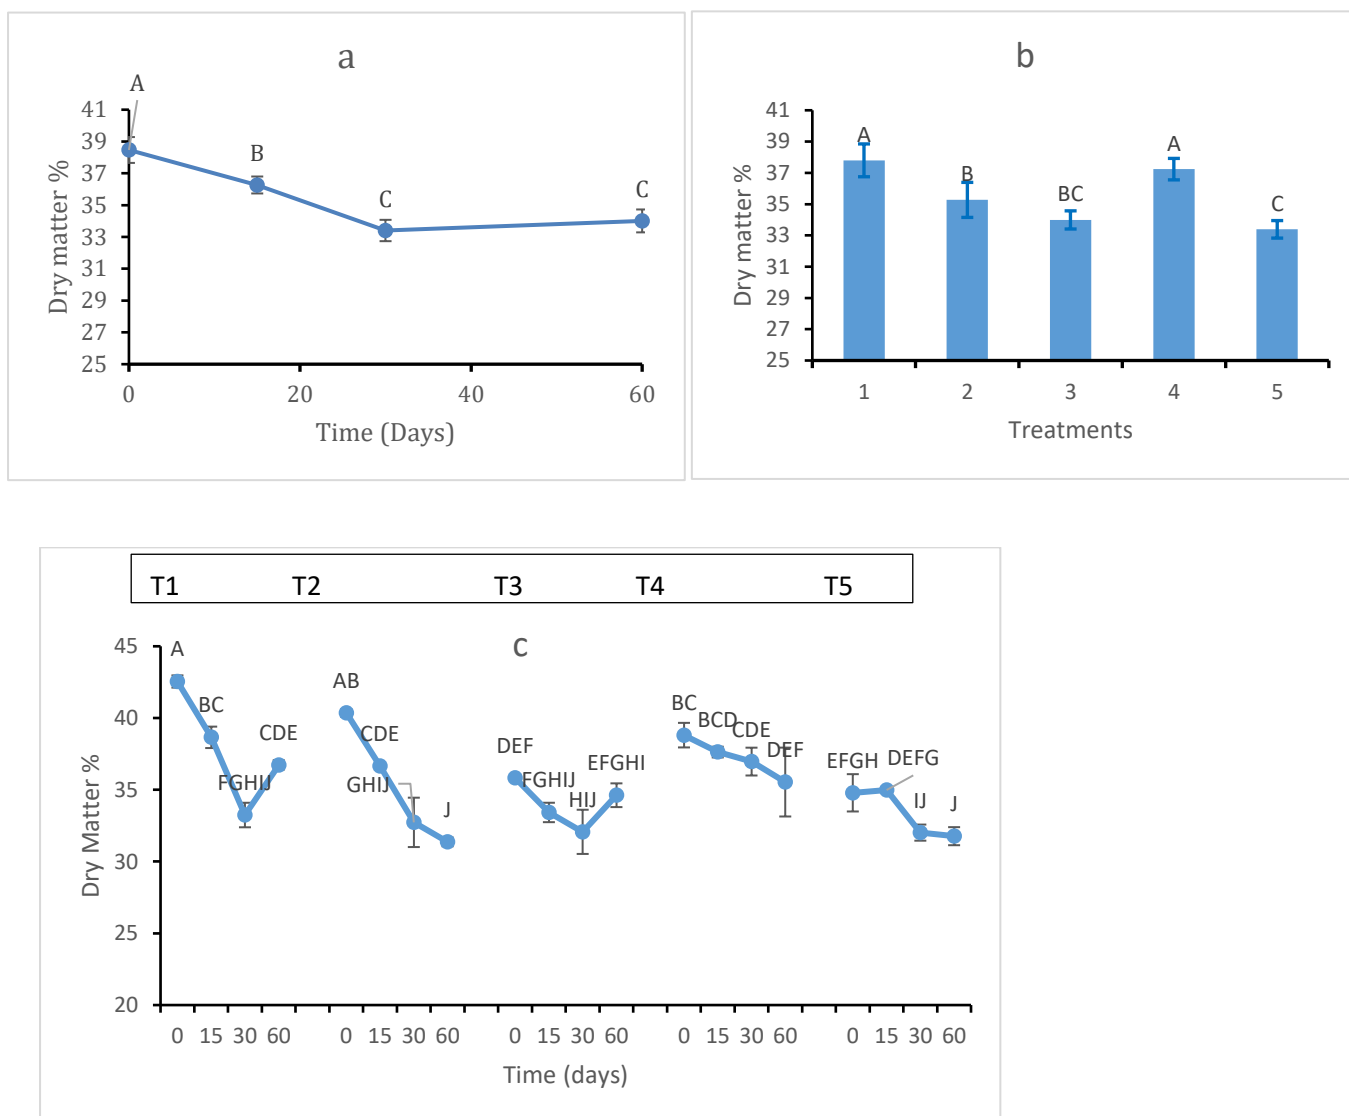 a
A
B
C
C
41
39
37
35
33
31
29
27
25
Dry matter %
0 20 40 60
Time (Days)
b
A
B
BC
A
C
41
39
37
35
33
31
29
27
25
Dry matter %
1 2 3 4 5
Treatments
T1 T2 T3 T4 T5
c
45
40
35
30
25
20
Dry Matter %
A
BC
FGHIJ
CDE
AB
CDE
GHIJ
J
DEF
FGHIJ
HIJ
EFGHI
BC
BCD
CDE
DEF
EFGH
DEFG
IJ
J
0 15 30 60 0 15 30 60 0 15 30 60 0 15 30 60 0 15 30 60
Time (days)